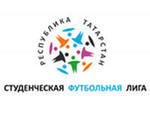 РЕСПУБЛИКА ТАТАРСТАН
СТУДЕНЧЕСКАЯ ФУТБОЛЬНАЯ ЛИГА